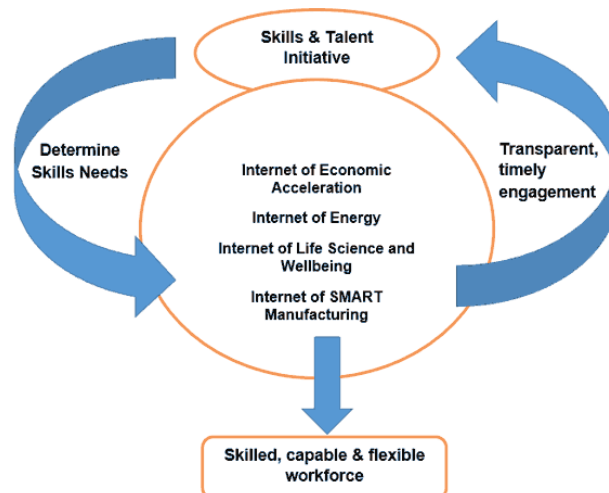 Skills & Talent
Initiative
Determine
Skills Needs
Transparent,
timely
engagement
Internet of Economic
Acceleration
Internet of Energy
Internet of Life Science and
Wellbeing
Internet of SMART
Manufacturing
Skilled, capable & flexible
workforce